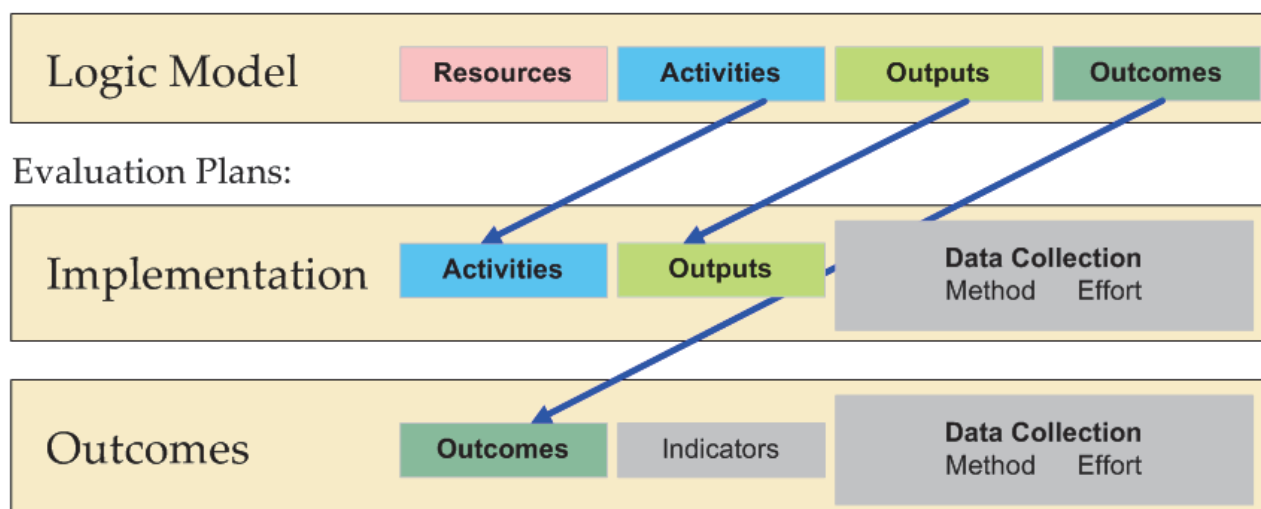 Logic Model Resources Activities Outputs Outcomes
Evaluation Plans:
Implementation Activities Outputs Data Collection
Method Effort
Outcomes Outcomes Indicators Data Collection
Method Effort